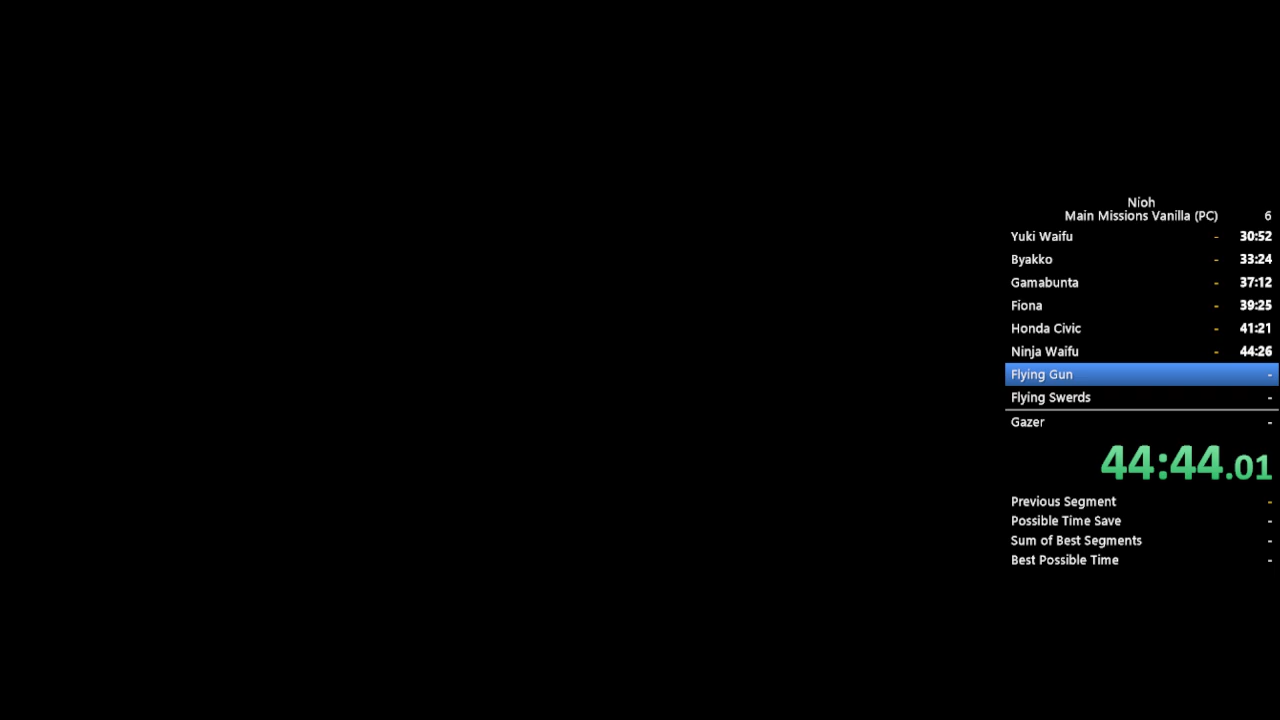 Nioh
Main Missions Vanilla (PC) 6
Yuki Waifu - 30:52
Byakko - 33:24
Gamabunta - 37:12
Fiona - 39:25
Honda Civic - 41:21
Ninja Waifu - 44:26
Flying Gun -
Flying Swerds -
Gazer -
44:44.01
Previous Segment -
Possible Time Save -
Sum of Best Segments -
Best Possible Time -